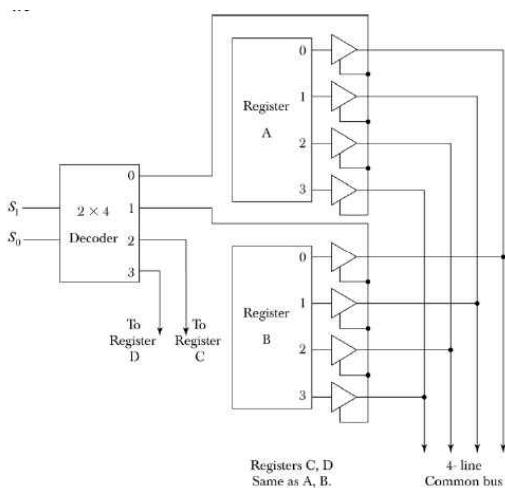 0
1
Register
A
2
3
0
S₁
2 × 4
1
S₀
Decoder
2
3
0
1
Register
B
2
3
To
Register
D
To
Register
C
Registers C, D
Same as A, B.
4- line
Common bus